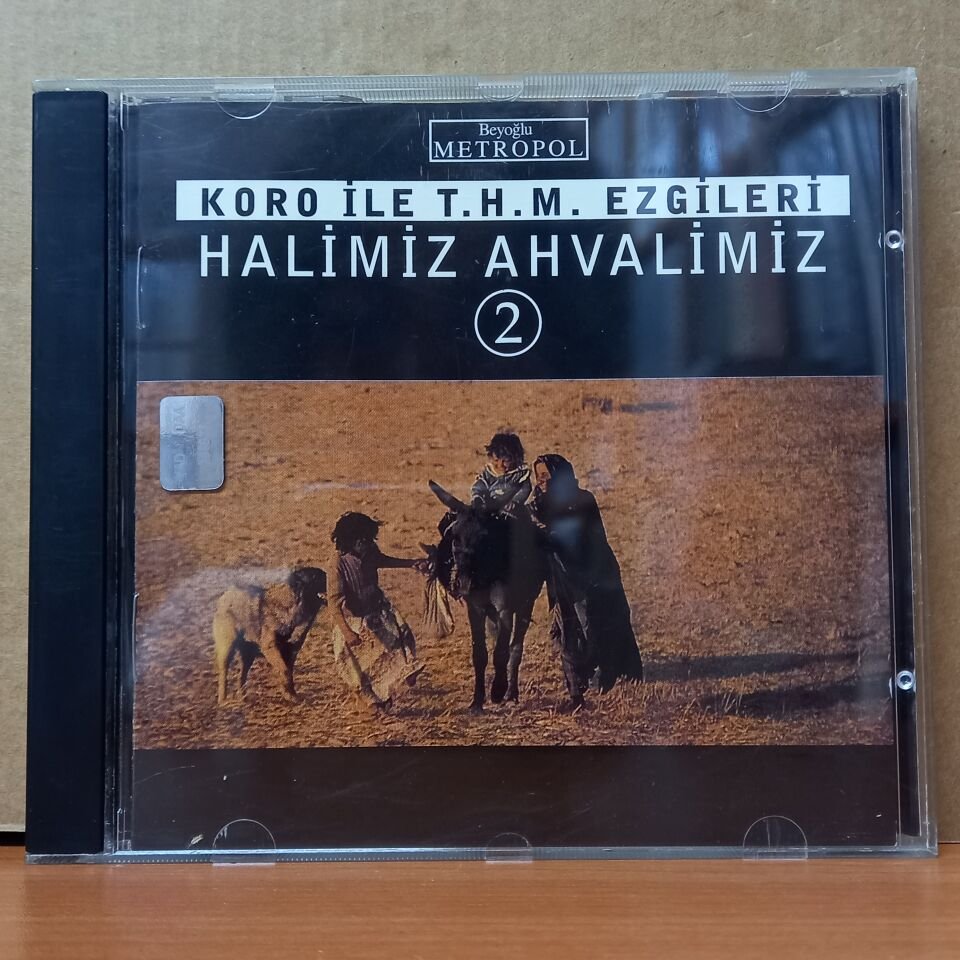 Beyoğlu
METROPOL
KORO İLE T.H.M. EZGİLERİ
HALİMİZ AHVALİMİZ
2